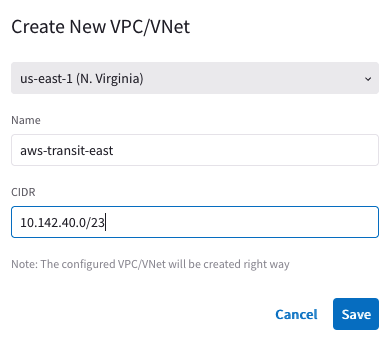 Create New VPC/VNet
us-east-1 (N. Virginia)
Name
aws-transit-east
CIDR
10.142.40.0/23
Note: The configured VPC/VNet will be created right way
Cancel Save